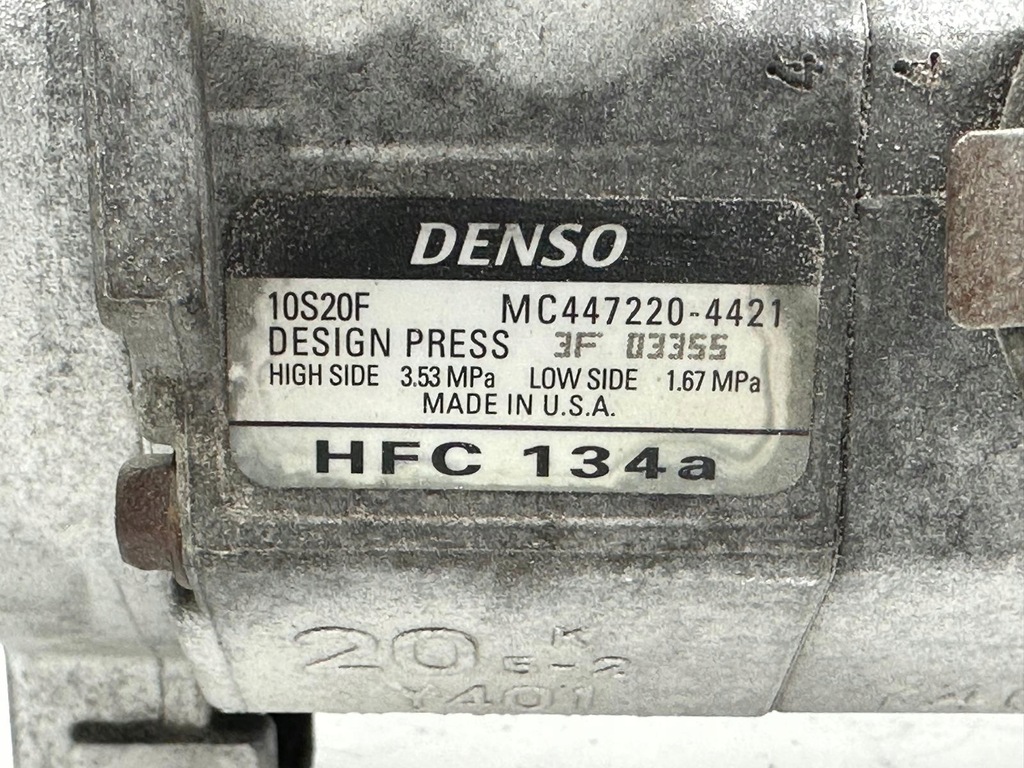 DENSO
10S20F MC447220-4421
DESIGN PRESS 3F 03355
HIGH SIDE 3.53 MPa LOW SIDE 1.67 MPa
MADE IN U.S.A.
HFC 134a
20 K
E-2
Y401